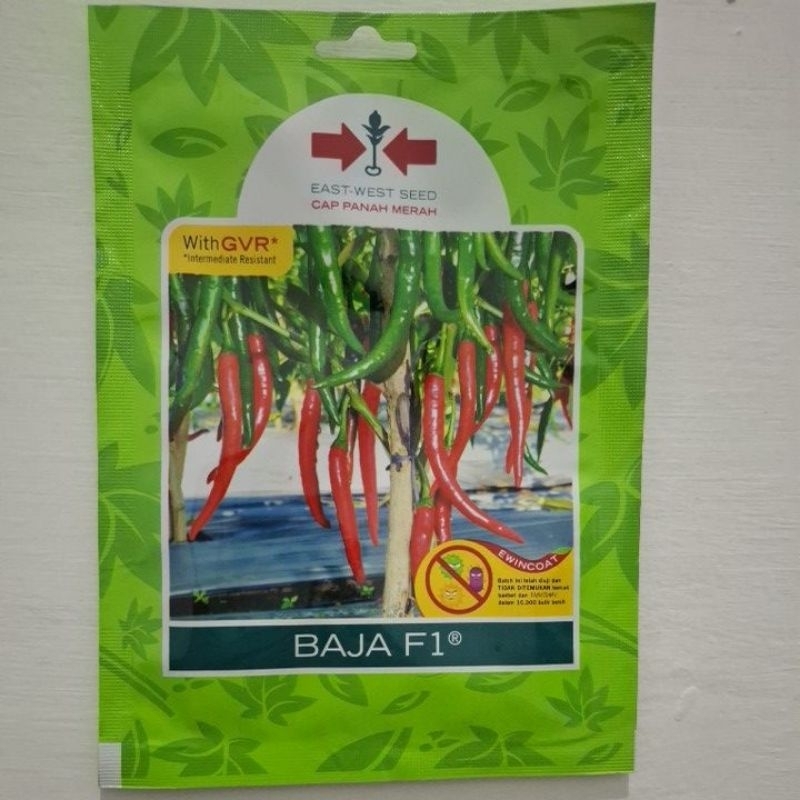 EAST-WEST SEED
CAP PANAH MERAH
With GVR*
*Intermediate Resistant
EWINCOAT
Batch ini telah diuji dan
TIDAK DITEMUKAN
dan
dalam 10.000 butir benih
BAJA F1®